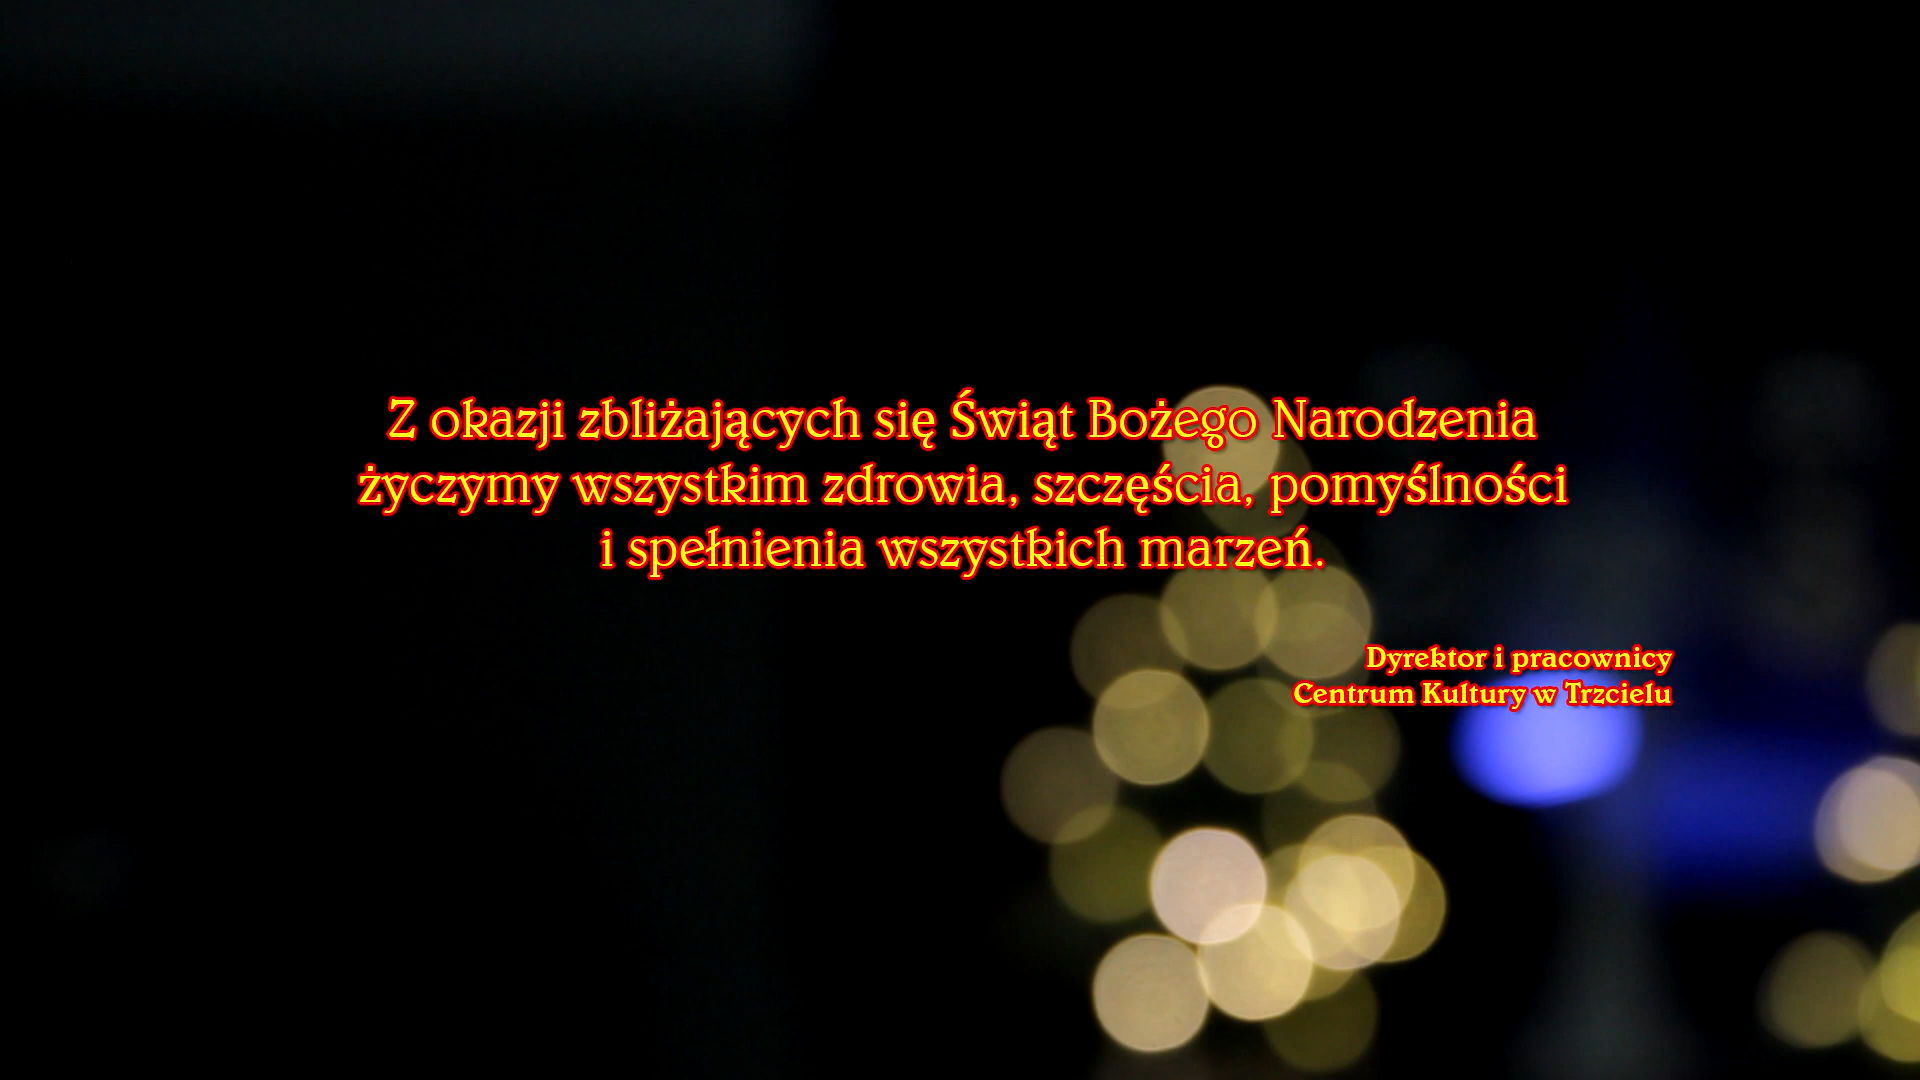 Z okazji zbliżających się Świąt Bożego Narodzenia
życzymy wszystkim zdrowia, szczęścia, pomyślności
i spełnienia wszystkich marzeń.
Dyrektor i pracownicy
Centrum Kultury w Trzcielu